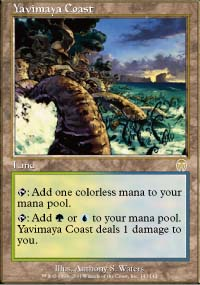 Yavimaya Coast
Land
: Add one colorless mana to your
mana pool.
: Add or to your mana pool.
Yavimaya Coast deals 1 damage to
you.
Illus. Anthony S. Waters